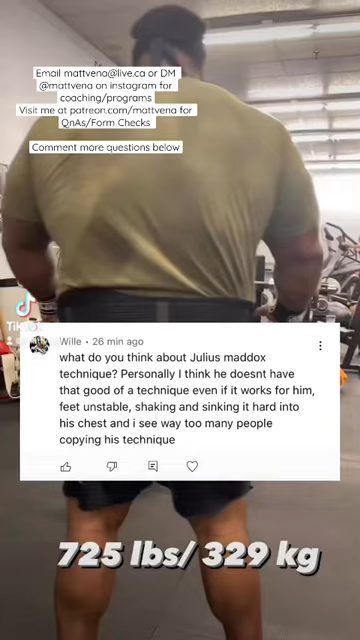 Email mattvena@live.ca or DM
@mattvena on instagram for
coaching/programs
Visit me at patreon.com/mattvena for
QnAs/Form Checks
Comment more questions below
Wille • 26 min ago
what do you think about Julius maddox
technique? Personally I think he doesnt have
that good of a technique even if it works for him,
feet unstable, shaking and sinking it hard into
his chest and i see way too many people
copying his technique
725 lbs/ 329 kg